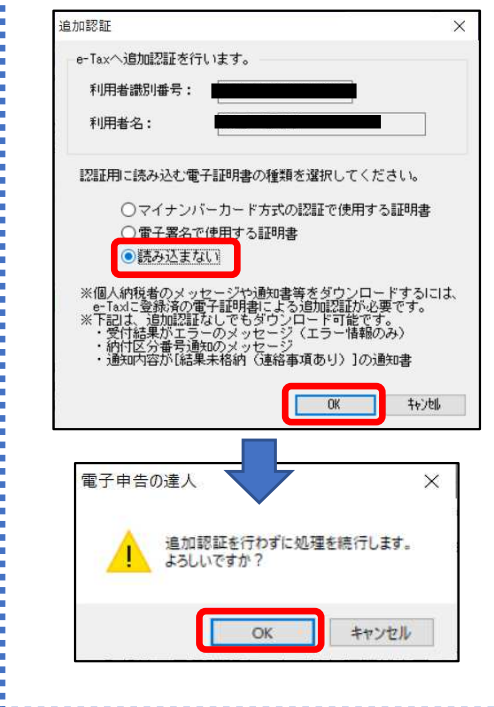 追加認証
e-Taxへ追加認証を行います。
利用者識別番号：
利用者名：
認証用に読み込む電子証明書の種類を選択してください。
マイナンバーカード方式の認証で使用する証明書
電子署名で使用する証明書
読み込まない
※個人納税者のメッセージや通知書等をダウンロードするには、
e-Taxに登録済の電子証明書による追加認証が必要です。
※下記は、追加認証なしでもダウンロード可能です。
・受付結果がエラーのメッセージ（エラー情報のみ）
・納付区分番号通知のメッセージ
・通知内容が[結果未格納（連絡事項あり）]の通知書
OK キャンセル
電子申告の達人
追加認証を行わずに処理を続行します。
よろしいですか？
OK キャンセル